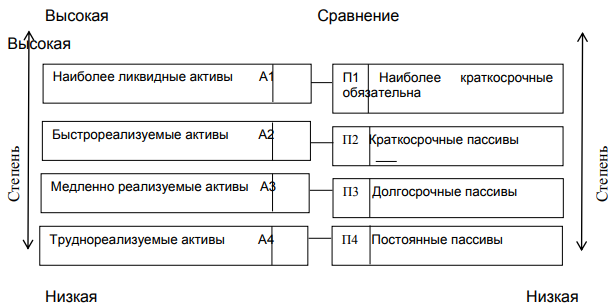 Высокая
Сравнение
Высокая
Наиболее ликвидные активы А1
П1 Наиболее краткосрочные
обязательна
Быстрореализуемые активы А2
П2 Краткосрочные пассивы
Степень
Степень
Медленно реализуемые активы А3
П3 Долгосрочные пассивы
Труднореализуемые активы А4
П4 Постоянные пассивы
Низкая
Низкая